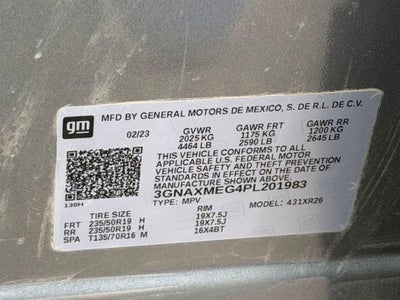 gm
MFD BY GENERAL MOTORS DE MEXICO, S. DE R.L. DE C.V.
02/23 GVWR GAWR FRT GAWR RR
2025 KG 1175 KG 1200 KG
4464 LB 2590 LB 2645 LB
THIS VEHICLE CONFORMS TO ALL
APPLICABLE U.S. FEDERAL MOTOR
VEHICLE SAFETY AND THEFT PREVENTION
STANDARDS IN EFFECT ON THE DATE OF
MANUFACTURE SHOWN ABOVE.
3GNAXMEG4PL201983
130H TYPE: MPV MODEL: 431XR26
TIRE SIZE RIM
FRT 235/50R19 H 19X7.5J
RR 235/50R19 H 19X7.5J
SPA T135/70R16 M 16X4BT